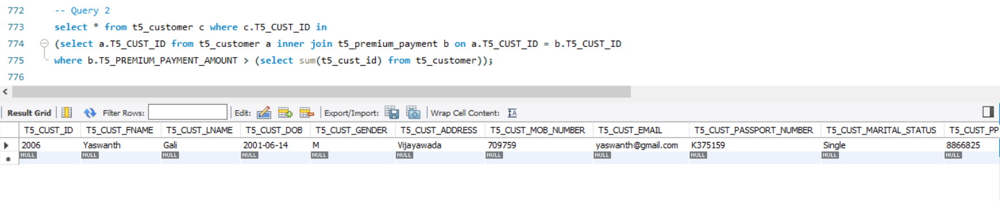 772 -- Query 2
773 select * from t5_customer c where c.T5_CUST_ID in
774 (select a.T5_CUST_ID from t5_customer a inner join t5_premium_payment b on a.T5_CUST_ID = b.T5_CUST_ID
775 where b.T5_PREMIUM_PAYMENT_AMOUNT > (select sum(t5_cust_id) from t5_customer));
776
Result Grid Filter Rows: Edit: Export/Import: Wrap Cell Content: IA
T5_CUST_ID T5_CUST_FNAME T5_CUST_LNAME T5_CUST_DOB T5_CUST_GENDER T5_CUST_ADDRESS T5_CUST_MOB_NUMBER T5_CUST_EMAIL T5_CUST_PASSPORT_NUMBER T5_CUST_MARITAL_STATUS T5_CUST_PP
2006 Yaswanth Gali 2001-06-14 M Vijayawada 709759 yaswanth@gmail.com K375159 Single 8866825
NULL NULL NULL NULL NULL NULL NULL NULL NULL NULL NULL